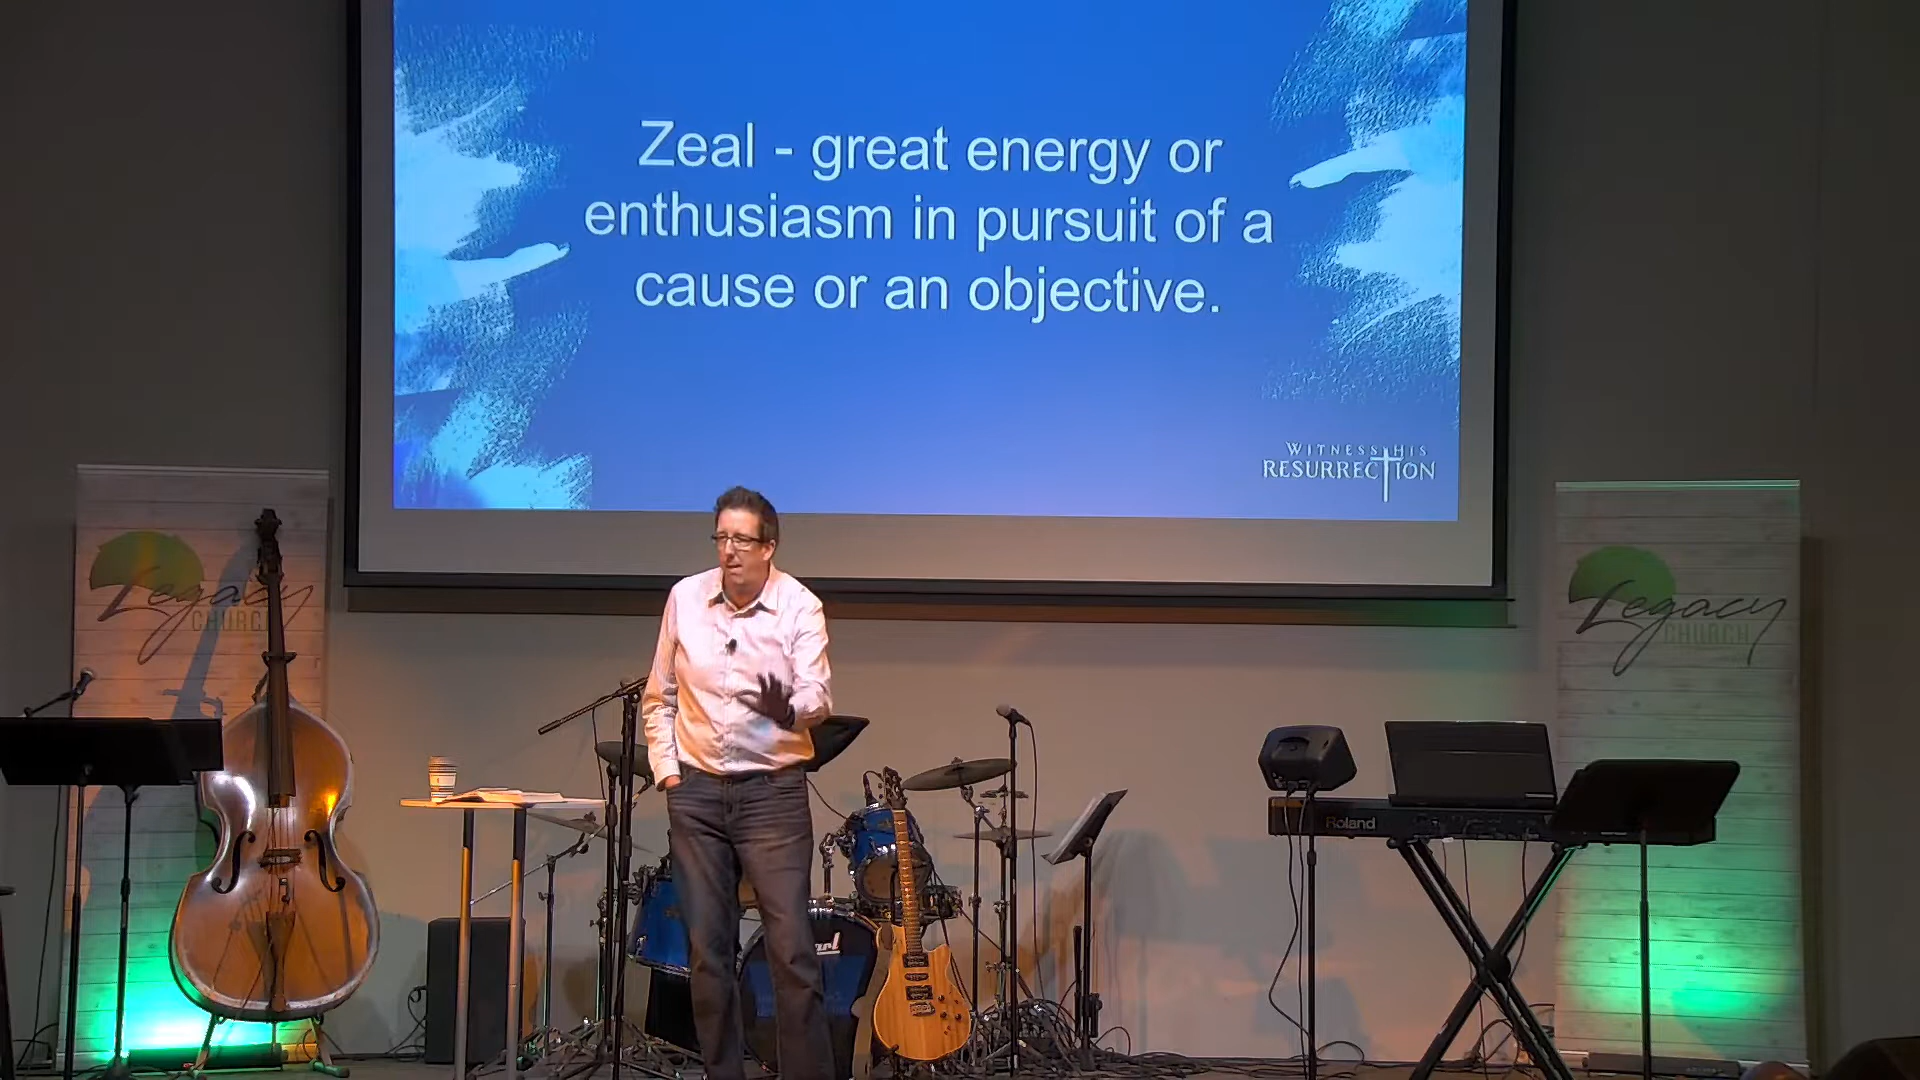 Zeal - great energy or
enthusiasm in pursuit of a
cause or an objective.
WITNESS HIS
RESURRECTION
Legacy
CHURCH
Legacy
CHURCH
Roland